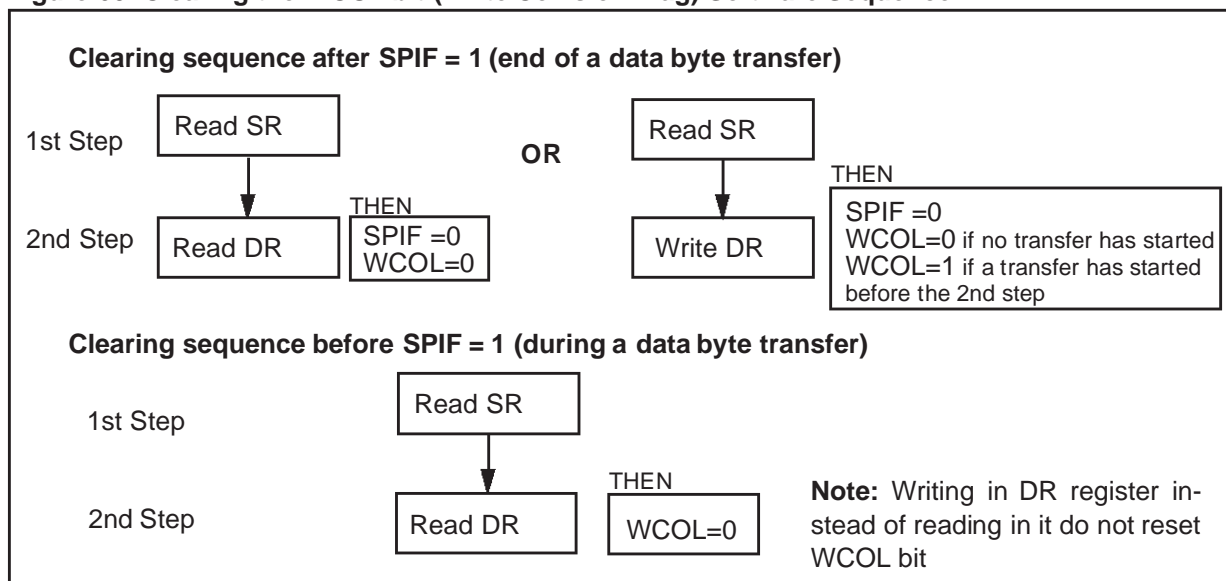 Clearing sequence after SPIF = 1 (end of a data byte transfer)
1st Step
Read SR
OR
Read SR
THEN
2nd Step
Read DR
THEN
SPIF =0
WCOL=0
Write DR
SPIF =0
WCOL=0 if no transfer has started
WCOL=1 if a transfer has started
before the 2nd step
Clearing sequence before SPIF = 1 (during a data byte transfer)
1st Step
Read SR
2nd Step
Read DR
THEN
WCOL=0
Note: Writing in DR register in-
stead of reading in it do not reset
WCOL bit